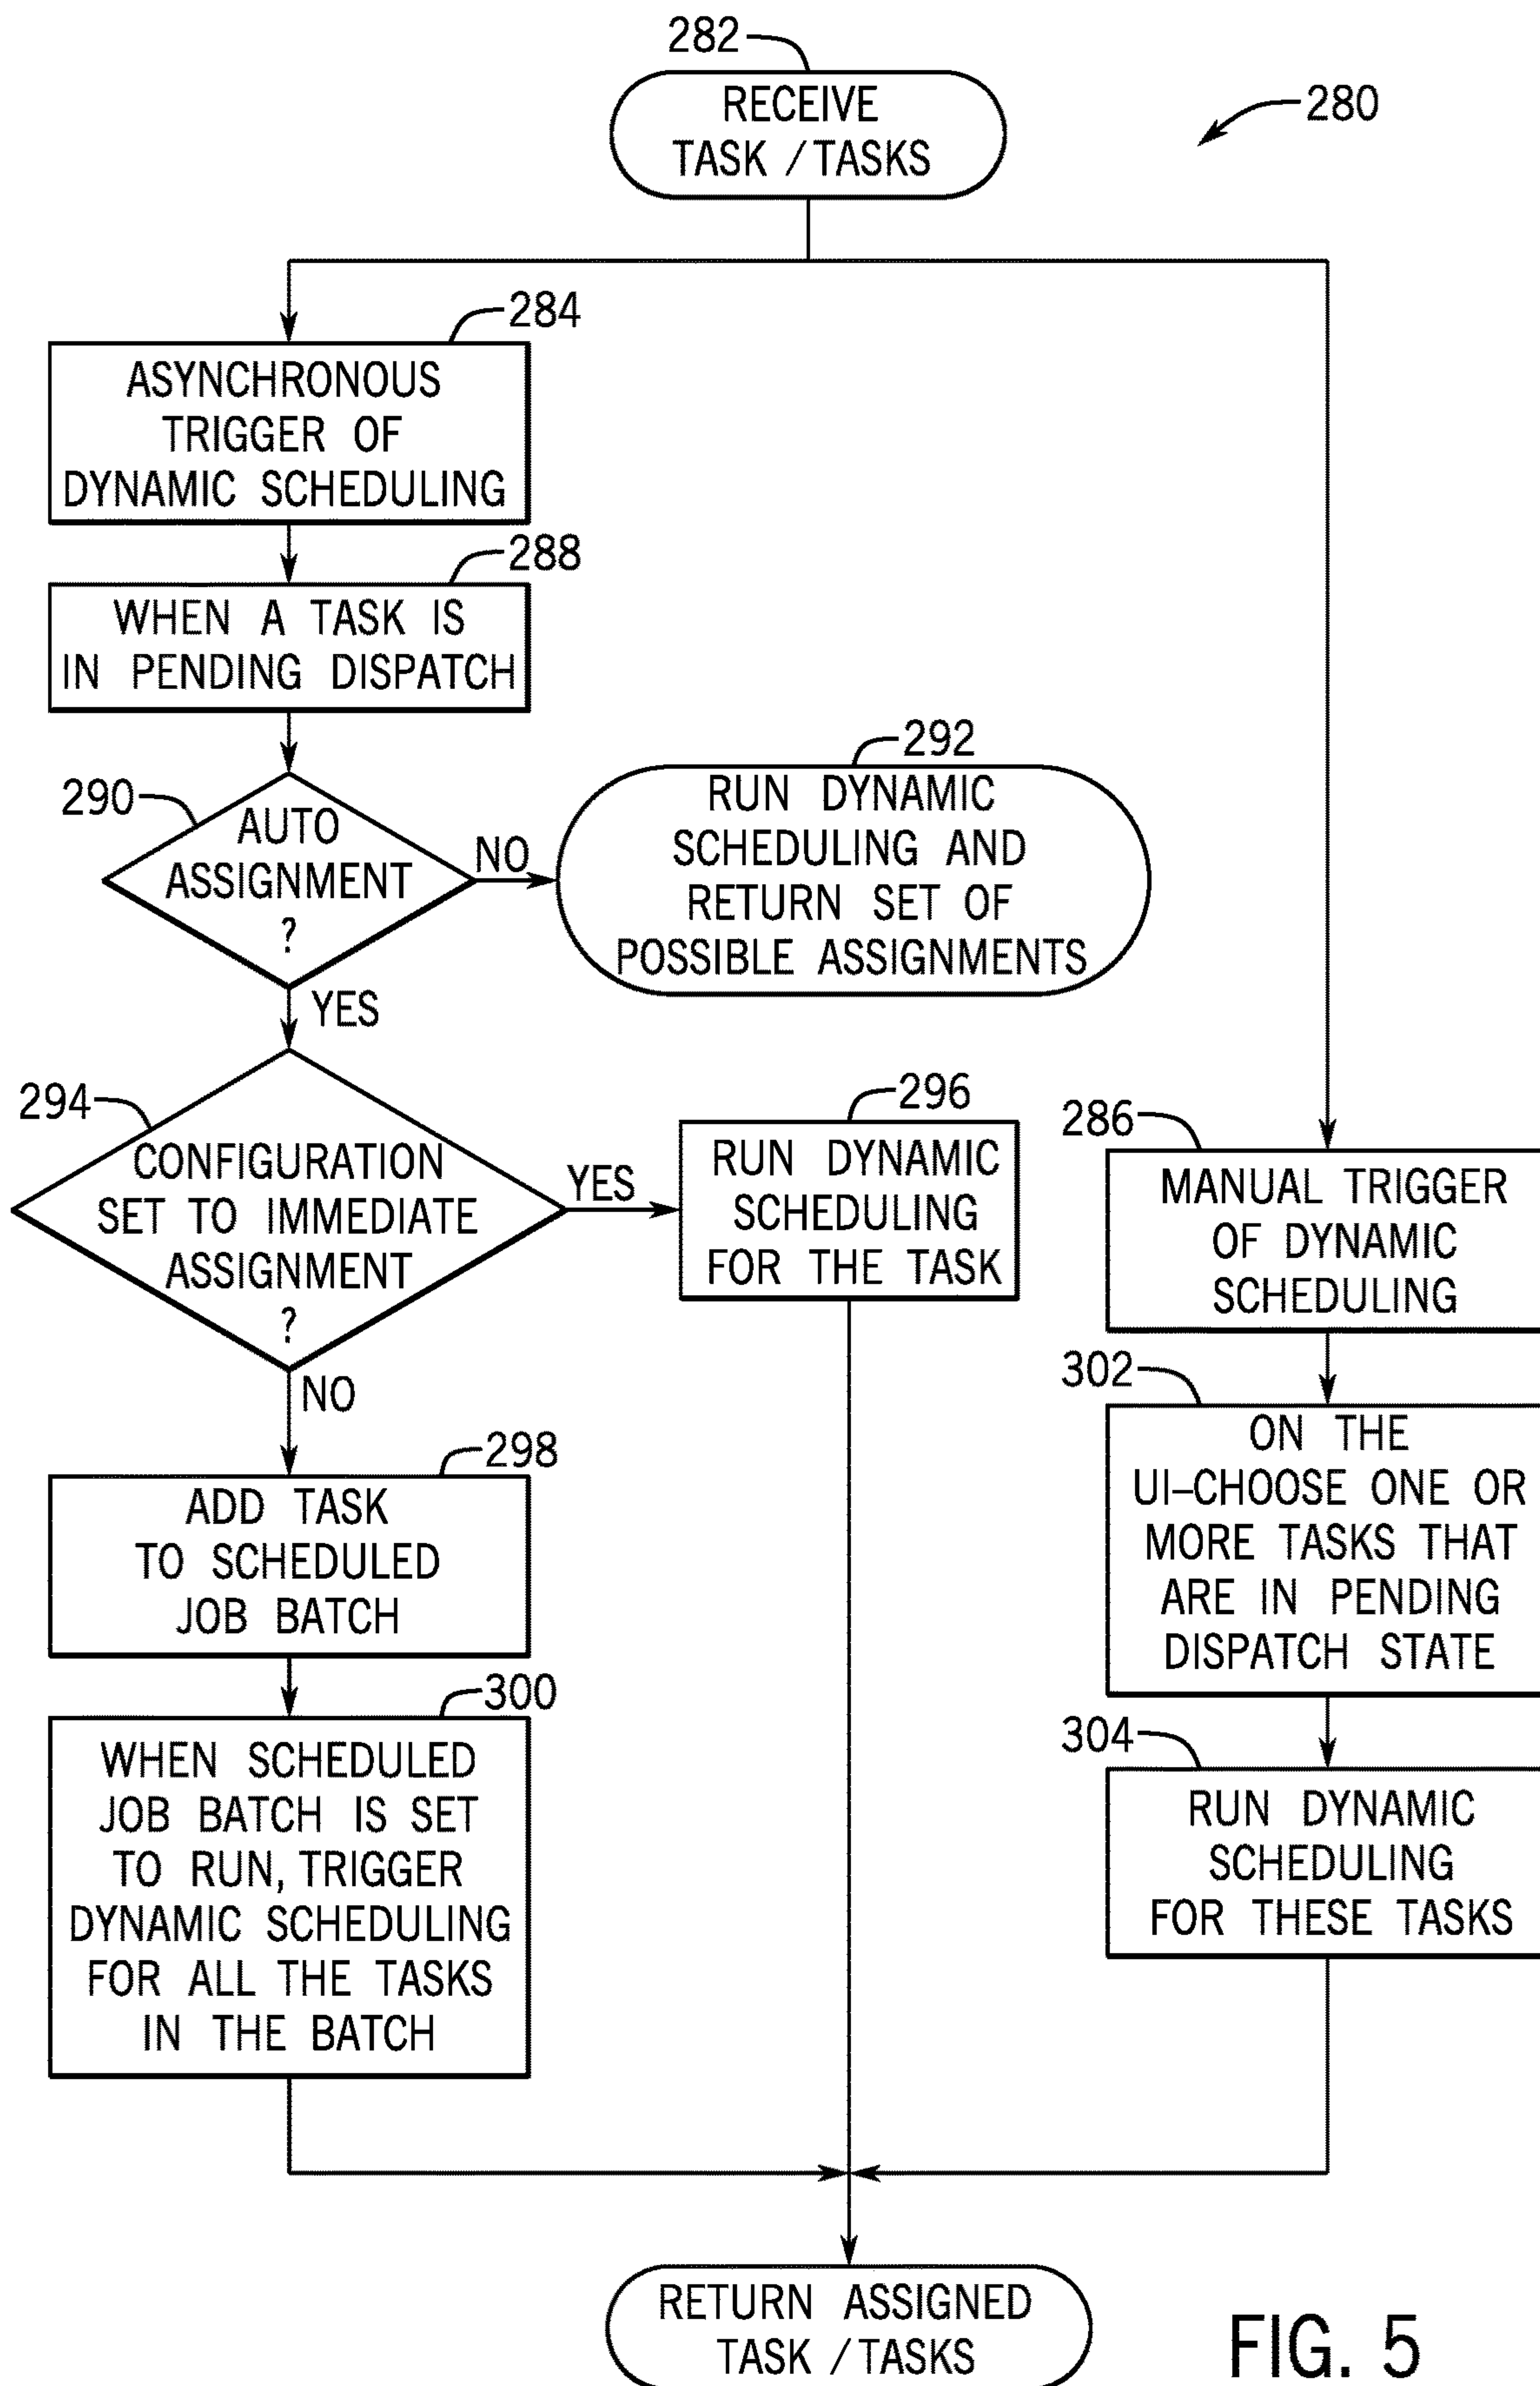 282
RECEIVE
TASK / TASKS
280
284
ASYNCHRONOUS
TRIGGER OF
DYNAMIC SCHEDULING
288
WHEN A TASK IS
IN PENDING DISPATCH
290
AUTO
ASSIGNMENT
?
NO
YES
292
RUN DYNAMIC
SCHEDULING AND
RETURN SET OF
POSSIBLE ASSIGNMENTS
294
CONFIGURATION
SET TO IMMEDIATE
ASSIGNMENT
?
YES
NO
296
RUN DYNAMIC
SCHEDULING
FOR THE TASK
298
ADD TASK
TO SCHEDULED
JOB BATCH
300
WHEN SCHEDULED
JOB BATCH IS SET
TO RUN, TRIGGER
DYNAMIC SCHEDULING
FOR ALL THE TASKS
IN THE BATCH
286
MANUAL TRIGGER
OF DYNAMIC
SCHEDULING
302
ON THE
UI–CHOOSE ONE OR
MORE TASKS THAT
ARE IN PENDING
DISPATCH STATE
304
RUN DYNAMIC
SCHEDULING
FOR THESE TASKS
RETURN ASSIGNED
TASK / TASKS
FIG. 5